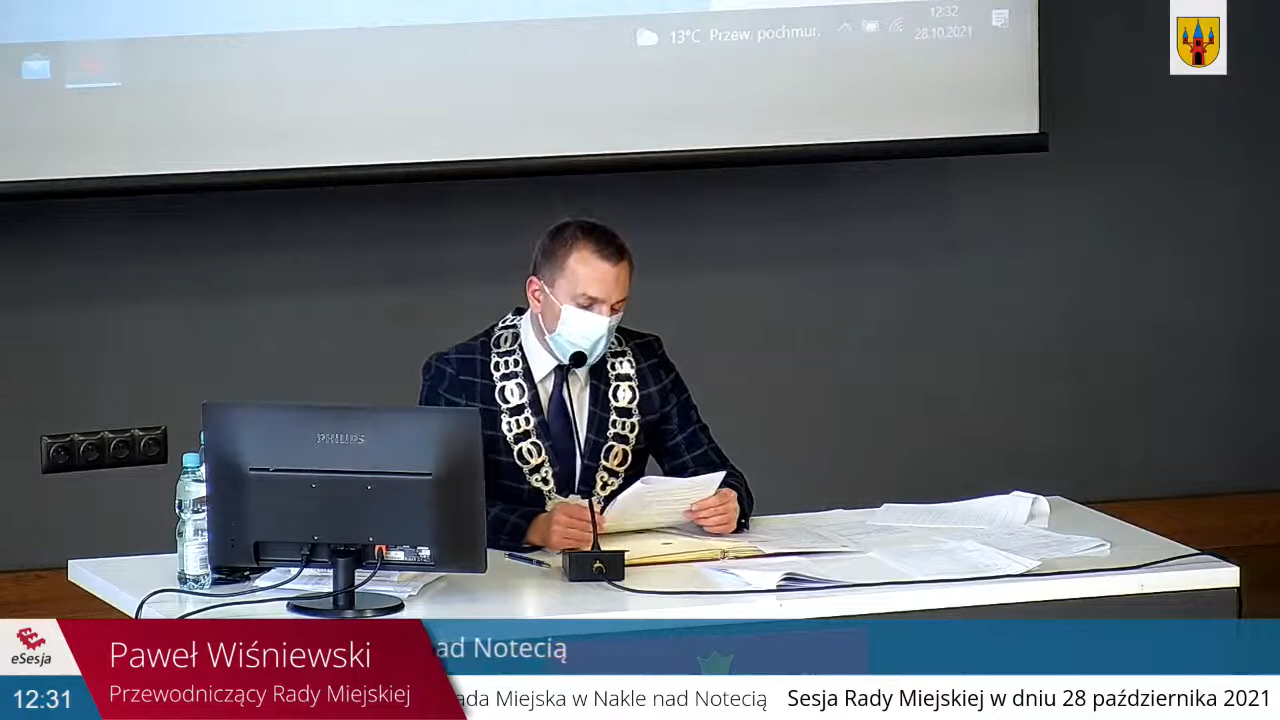 12:32
13°C Przew. pochmur. 28.10.2021
PHILIPS
ad Notecią
eSesja
Paweł Wiśniewski
Przewodniczący Rady Miejskiej
12:31
ada Miejska w Nakle nad Notecią Sesja Rady Miejskiej w dniu 28 października 2021